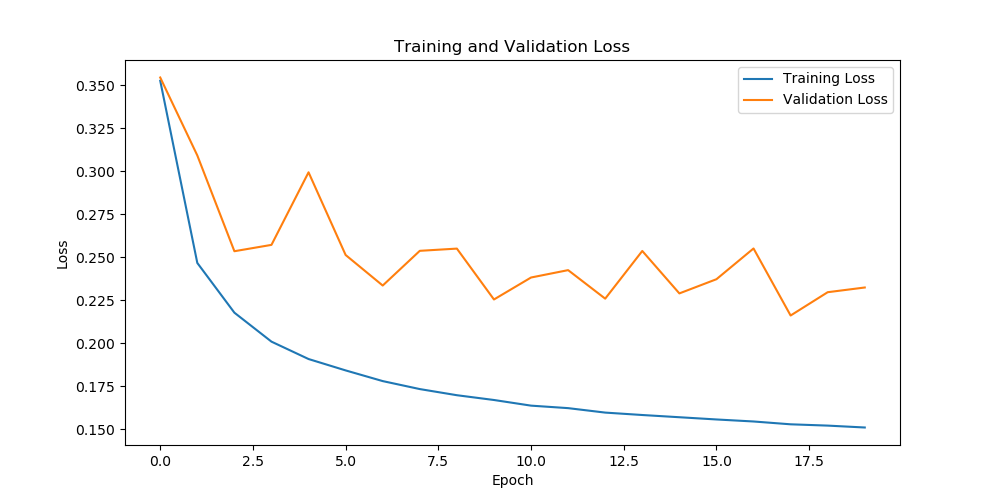 Training and Validation Loss
Training Loss
Validation Loss
0.350
0.325
0.300
0.275
0.250
0.225
0.200
0.175
0.150
Loss
0.0 2.5 5.0 7.5 10.0 12.5 15.0 17.5
Epoch